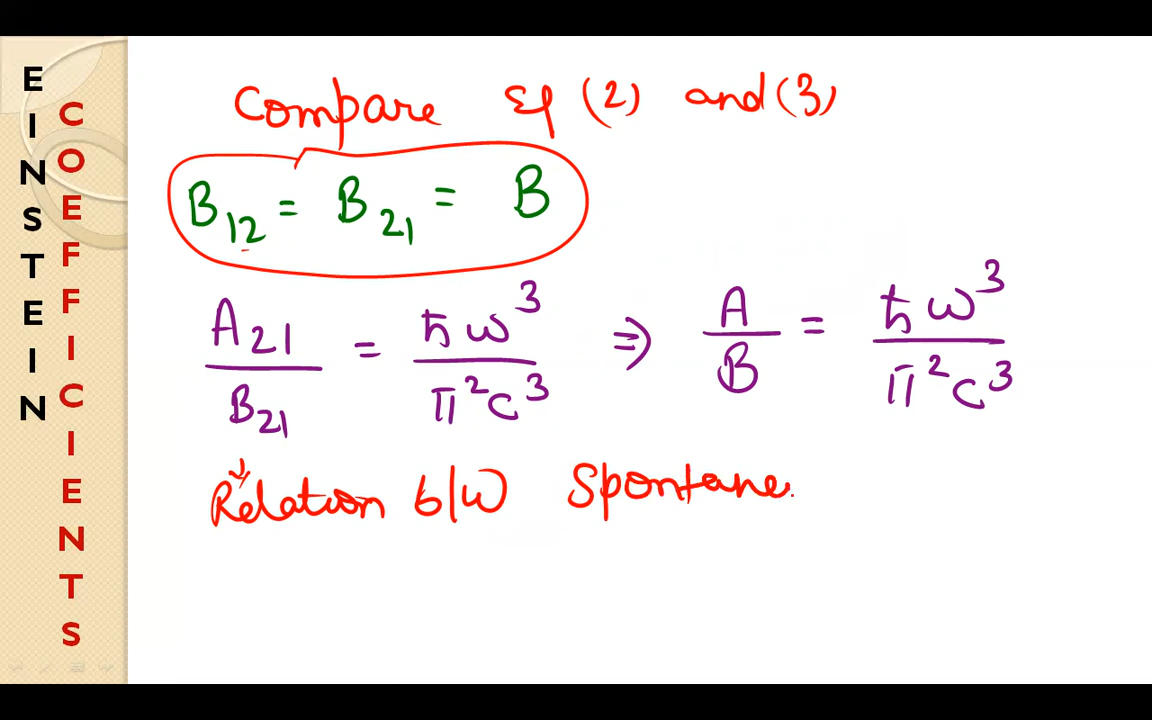 EINSTEIN
COEFFICIENTS
Compare Eq (2) and (3)
B₁₂ = B₂₁ = B
A₂₁/B₂₁ = ħω³/π²c³ ⇒ A/B = ħω³/π²c³
Relation b/w Spontane